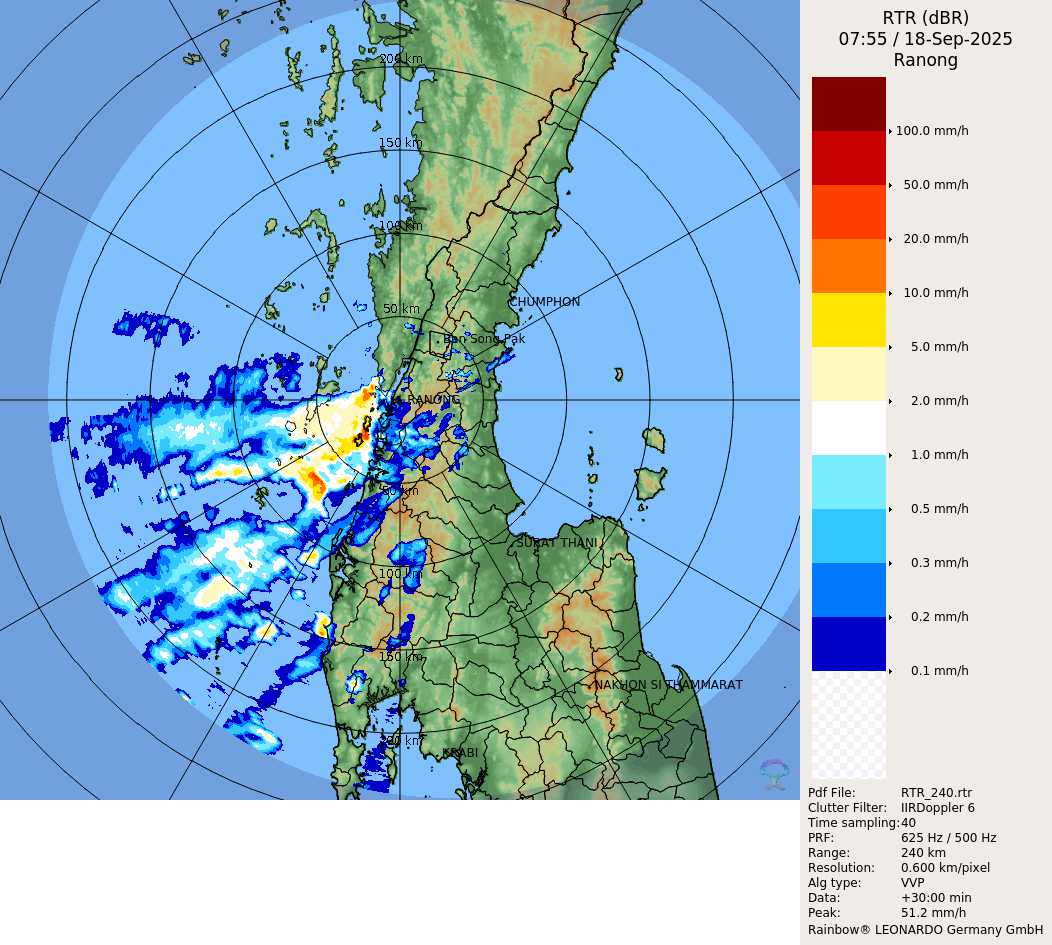 RTR (dBR)
07:55 / 18-Sep-2025
Ranong
100.0 mm/h
50.0 mm/h
20.0 mm/h
10.0 mm/h
5.0 mm/h
2.0 mm/h
1.0 mm/h
0.5 mm/h
0.3 mm/h
0.2 mm/h
0.1 mm/h
200 km
150 km
100 km
50 km
CHUMPHON
Ban Song Pak
RANONG
50 km
SURAT THANI
100 km
150 km
NAKHON SI THAMMARAT
200 km
KRABI
Pdf File: RTR_240.rtr
Clutter Filter: IIRDoppler 6
Time sampling:40
PRF: 625 Hz / 500 Hz
Range: 240 km
Resolution: 0.600 km/pixel
Alg type: VVP
Data: +30:00 min
Peak: 51.2 mm/h
Rainbow® LEONARDO Germany GmbH